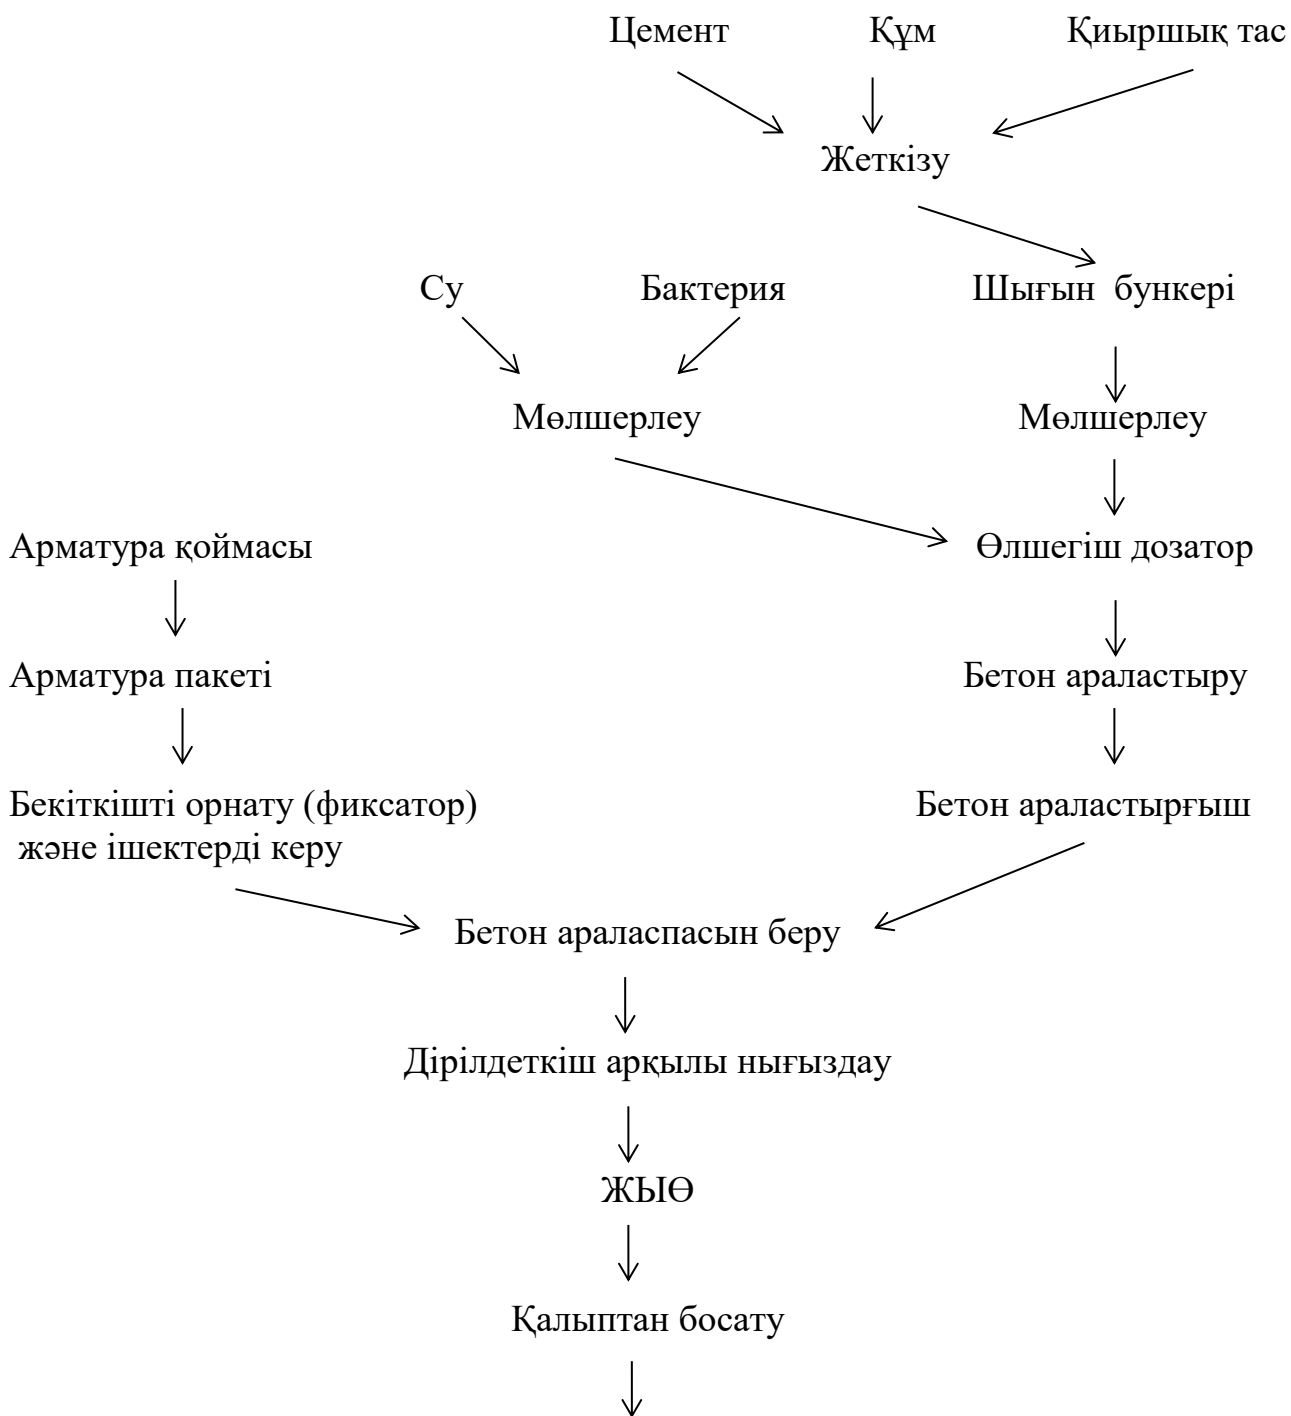 Цемент Құм Қиыршық тас
Жеткізу
Су Бактерия Шығын бункері
Мөлшерлеу Мөлшерлеу
Арматура қоймасы Өлшегіш дозатор
Арматура пакеті Бетон араластыру
Бекіткішті орнату (фиксатор) Бетон араластырғыш
және ішектерді керу
Бетон араласпасын беру
Дірілдеткіш арқылы нығыздау
ЖЫӨ
Қалыптан босату